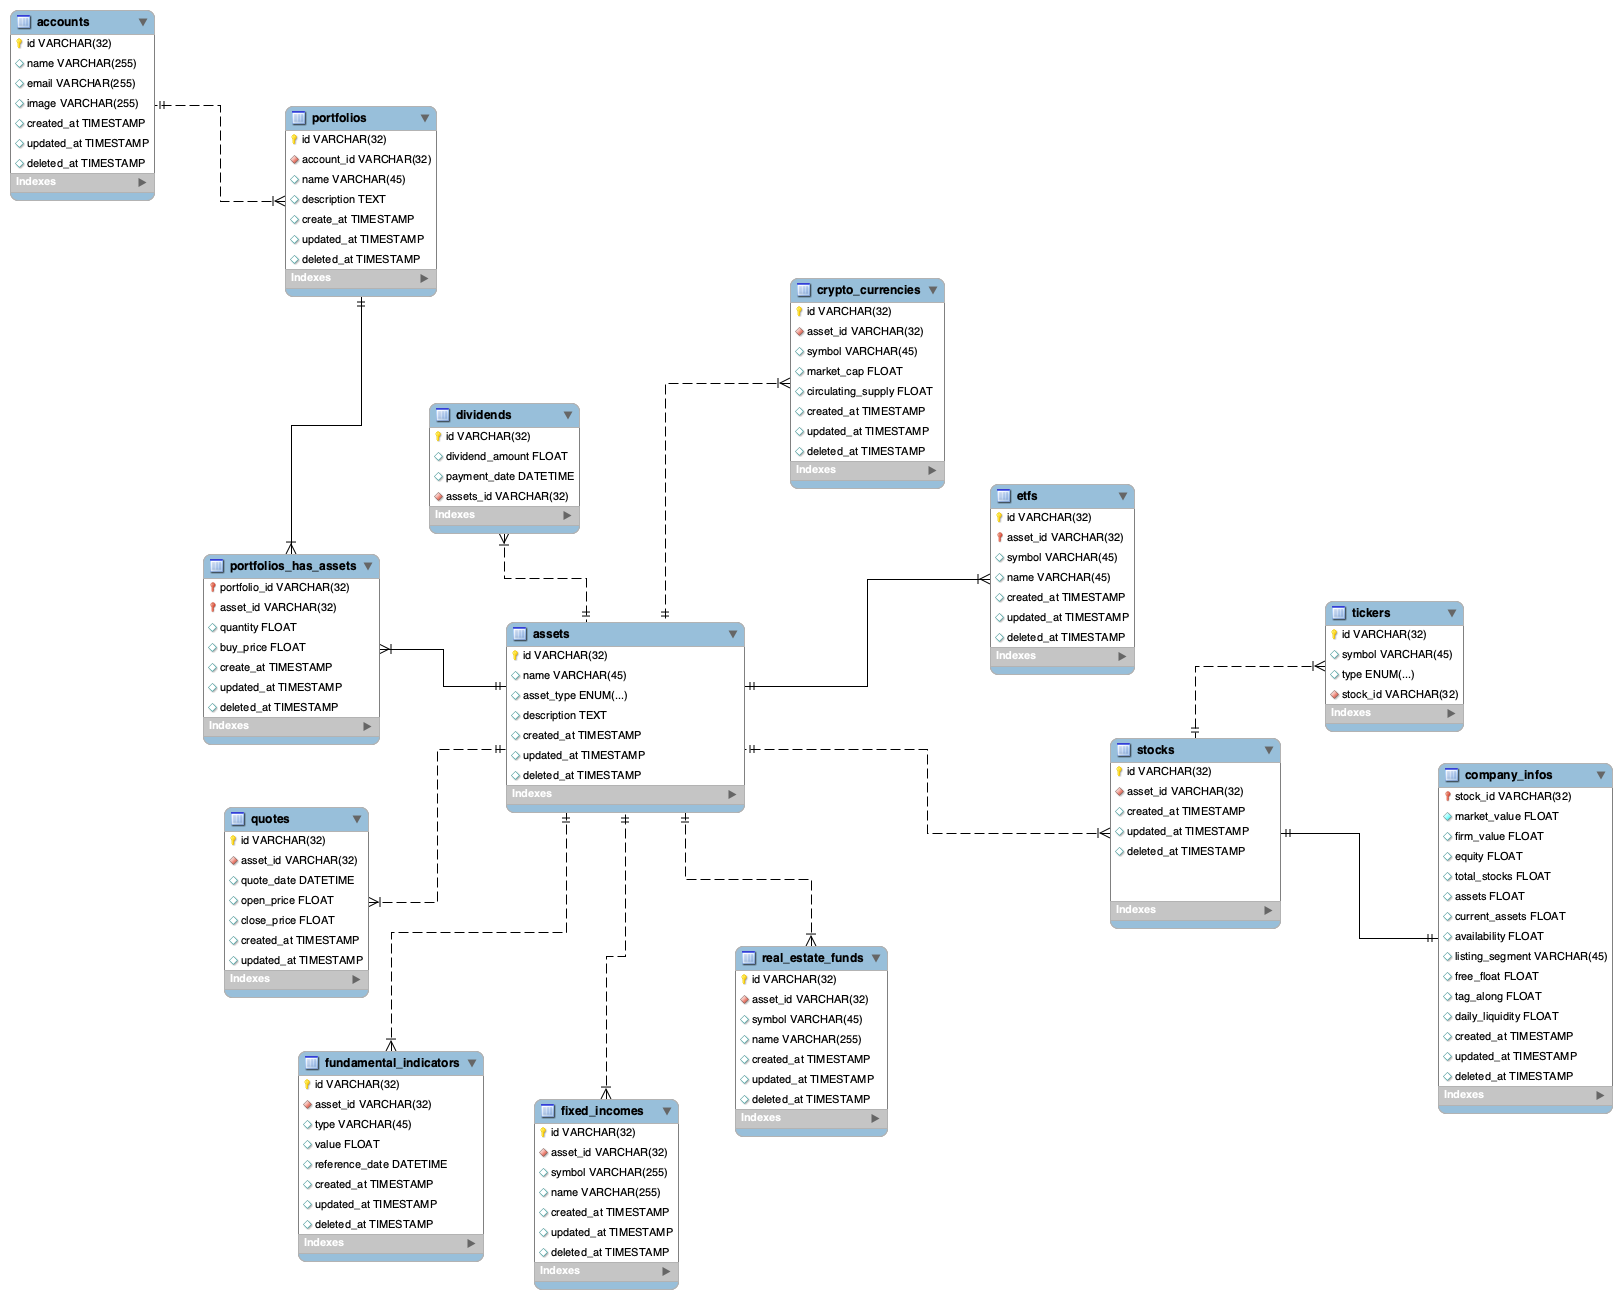 accounts
id VARCHAR(32)
name VARCHAR(255)
email VARCHAR(255)
image VARCHAR(255)
created_at TIMESTAMP
updated_at TIMESTAMP
deleted_at TIMESTAMP
Indexes
portfolios
id VARCHAR(32)
account_id VARCHAR(32)
name VARCHAR(45)
description TEXT
create_at TIMESTAMP
updated_at TIMESTAMP
deleted_at TIMESTAMP
Indexes
crypto_currencies
id VARCHAR(32)
asset_id VARCHAR(32)
symbol VARCHAR(45)
market_cap FLOAT
circulating_supply FLOAT
created_at TIMESTAMP
updated_at TIMESTAMP
deleted_at TIMESTAMP
Indexes
dividends
id VARCHAR(32)
dividend_amount FLOAT
payment_date DATETIME
assets_id VARCHAR(32)
Indexes
etfs
id VARCHAR(32)
asset_id VARCHAR(32)
symbol VARCHAR(45)
name VARCHAR(45)
created_at TIMESTAMP
updated_at TIMESTAMP
deleted_at TIMESTAMP
Indexes
portfolios_has_assets
portfolio_id VARCHAR(32)
asset_id VARCHAR(32)
quantity FLOAT
buy_price FLOAT
create_at TIMESTAMP
updated_at TIMESTAMP
deleted_at TIMESTAMP
Indexes
assets
id VARCHAR(32)
name VARCHAR(45)
asset_type ENUM(...)
description TEXT
created_at TIMESTAMP
updated_at TIMESTAMP
deleted_at TIMESTAMP
Indexes
tickers
id VARCHAR(32)
symbol VARCHAR(45)
type ENUM(...)
stock_id VARCHAR(32)
Indexes
stocks
id VARCHAR(32)
asset_id VARCHAR(32)
created_at TIMESTAMP
updated_at TIMESTAMP
deleted_at TIMESTAMP
Indexes
company_infos
stock_id VARCHAR(32)
market_value FLOAT
firm_value FLOAT
equity FLOAT
total_stocks FLOAT
assets FLOAT
current_assets FLOAT
availability FLOAT
listing_segment VARCHAR(45)
free_float FLOAT
tag_along FLOAT
daily_liquidity FLOAT
created_at TIMESTAMP
updated_at TIMESTAMP
deleted_at TIMESTAMP
Indexes
quotes
id VARCHAR(32)
asset_id VARCHAR(32)
quote_date DATETIME
open_price FLOAT
close_price FLOAT
created_at TIMESTAMP
updated_at TIMESTAMP
Indexes
real_estate_funds
id VARCHAR(32)
asset_id VARCHAR(32)
symbol VARCHAR(45)
name VARCHAR(255)
created_at TIMESTAMP
updated_at TIMESTAMP
deleted_at TIMESTAMP
Indexes
fundamental_indicators
id VARCHAR(32)
asset_id VARCHAR(32)
type VARCHAR(45)
value FLOAT
reference_date DATETIME
created_at TIMESTAMP
updated_at TIMESTAMP
deleted_at TIMESTAMP
Indexes
fixed_incomes
id VARCHAR(32)
asset_id VARCHAR(32)
symbol VARCHAR(255)
name VARCHAR(255)
created_at TIMESTAMP
updated_at TIMESTAMP
deleted_at TIMESTAMP
Indexes